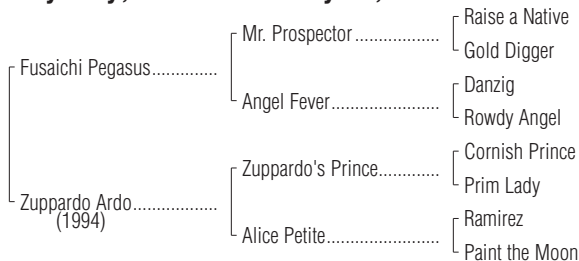 Raise a Native
Mr. Prospector
Gold Digger
Fusaichi Pegasus
Danzig
Angel Fever
Rowdy Angel
Cornish Prince
Zuppardo's Prince
Prim Lady
Zuppardo Ardo
(1994)
Ramirez
Alice Petite
Paint the Moon